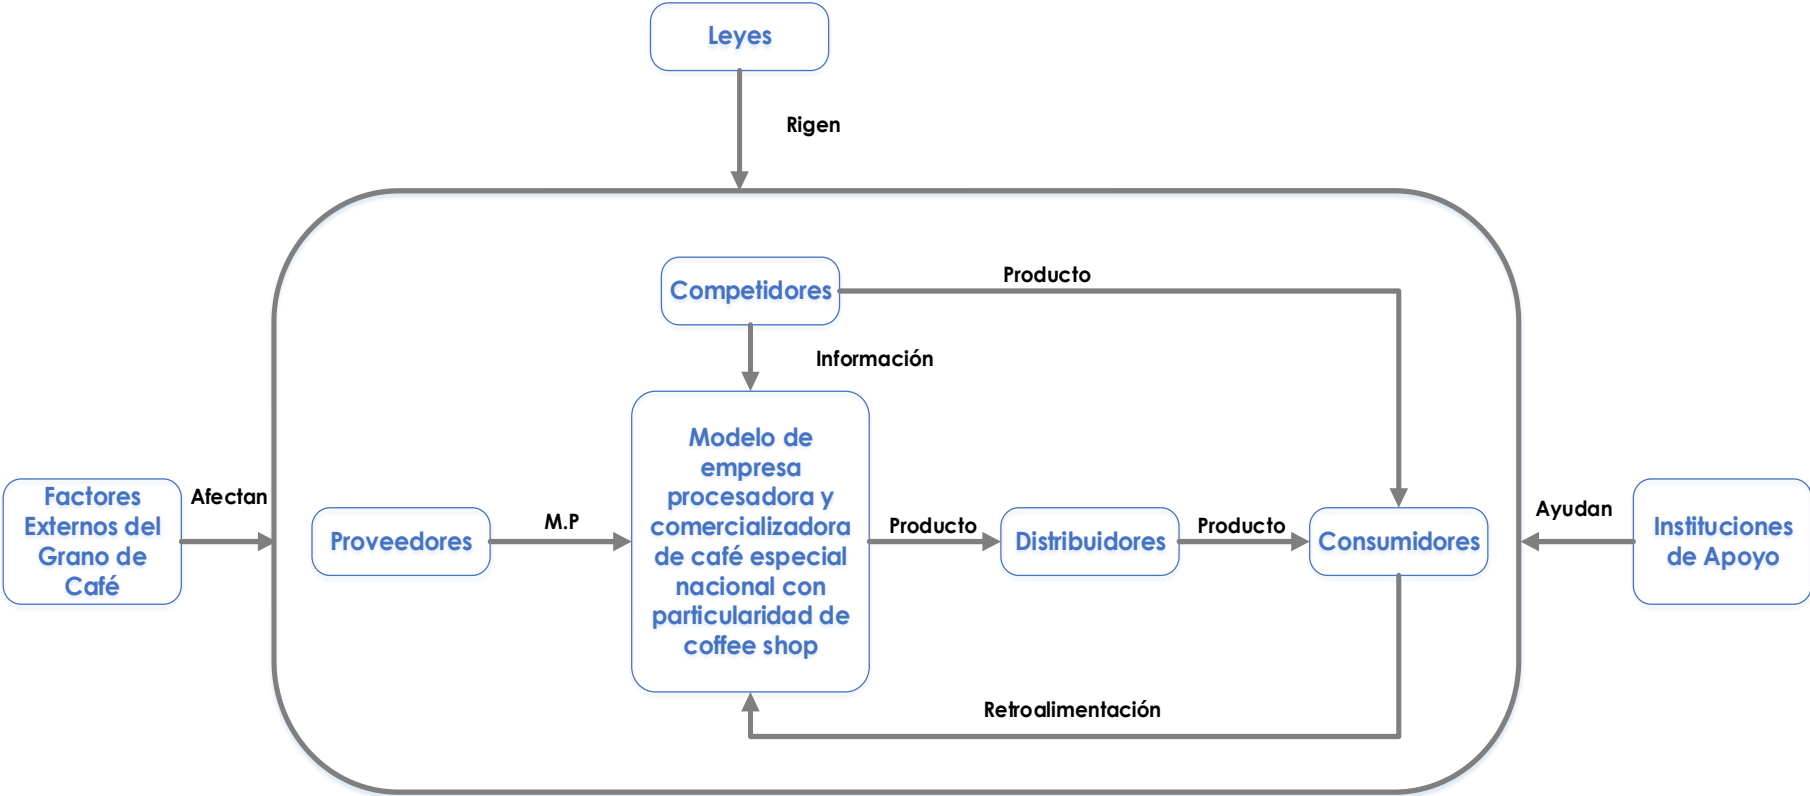 Leyes
Rigen
Competidores
Producto
Información
Factores
Externos del
Grano de
Café
Afectan
Proveedores
M.P
Modelo de
empresa
procesadora y
comercializadora
de café especial
nacional con
particularidad de
coffee shop
Producto
Distribuidores
Producto
Consumidores
Ayudan
Instituciones
de Apoyo
Retroalimentación